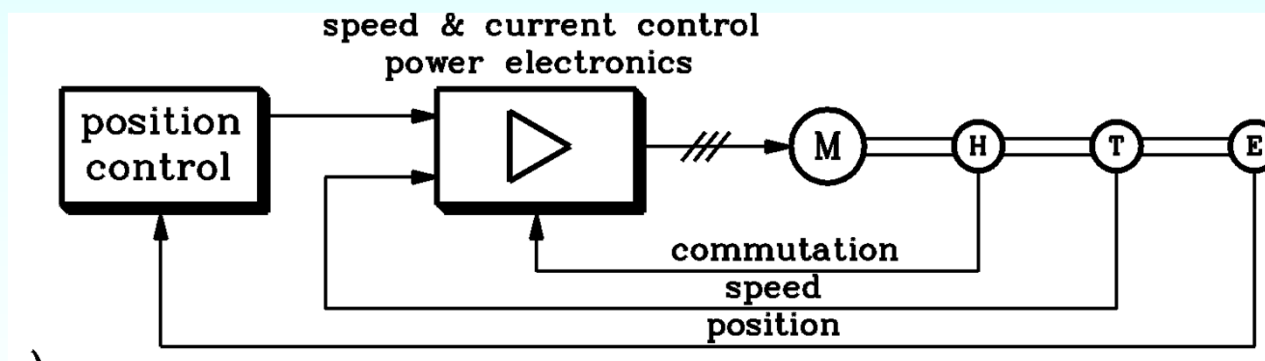 speed & current control
power electronics
position
control
M
H
T
E
commutation
speed
position
)